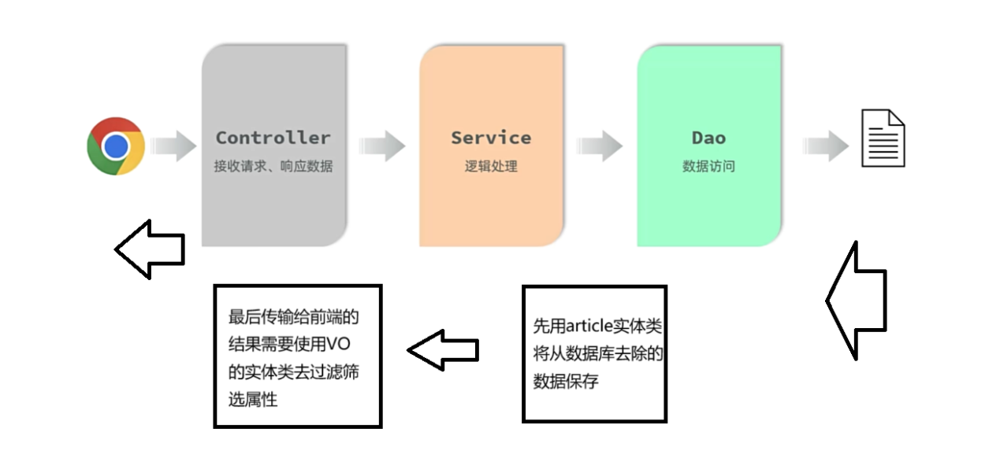 Controller
接收请求、响应数据
Service
逻辑处理
Dao
数据访问
最后传输给前端的
结果需要使用VO
的实体类去过滤筛
选属性
先用article实体类
将从数据库去除的
数据保存